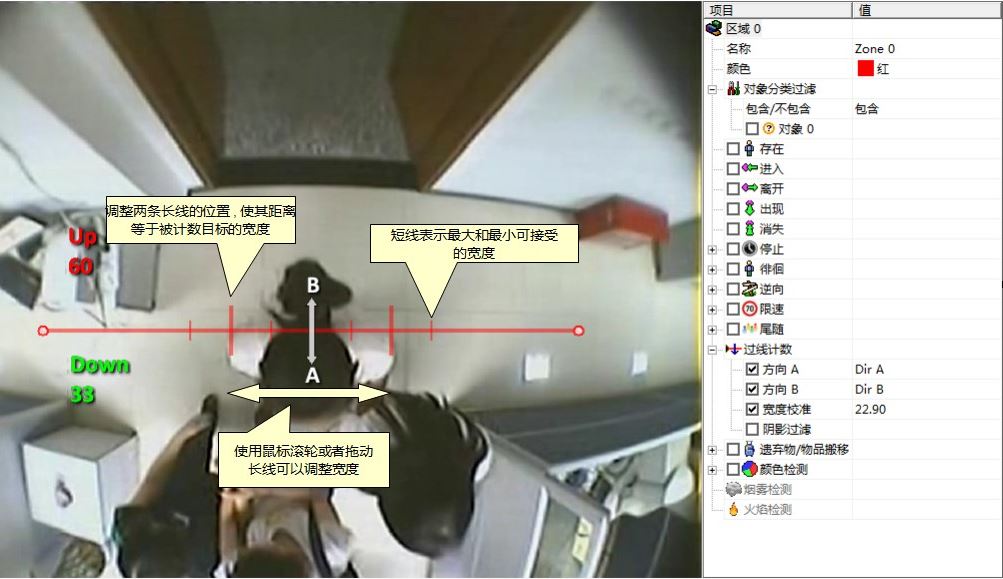 项目 值
区域 0
名称 Zone 0
颜色 红
对象分类过滤
包含/不包含 包含
对象 0
存在
进入
离开
出现
消失
停止
徘徊
逆向
70 限速
尾随
过线计数
方向 A Dir A
方向 B Dir B
宽度校准 22.90
阴影过滤
遗弃物/物品搬移
颜色检测
烟雾检测
火焰检测
调整两条长线的位置，使其距离
等于被计数目标的宽度
短线表示最大和最小可接受
的宽度
Up
60
B
A
Down
33
使用鼠标滚轮或者拖动
长线可以调整宽度